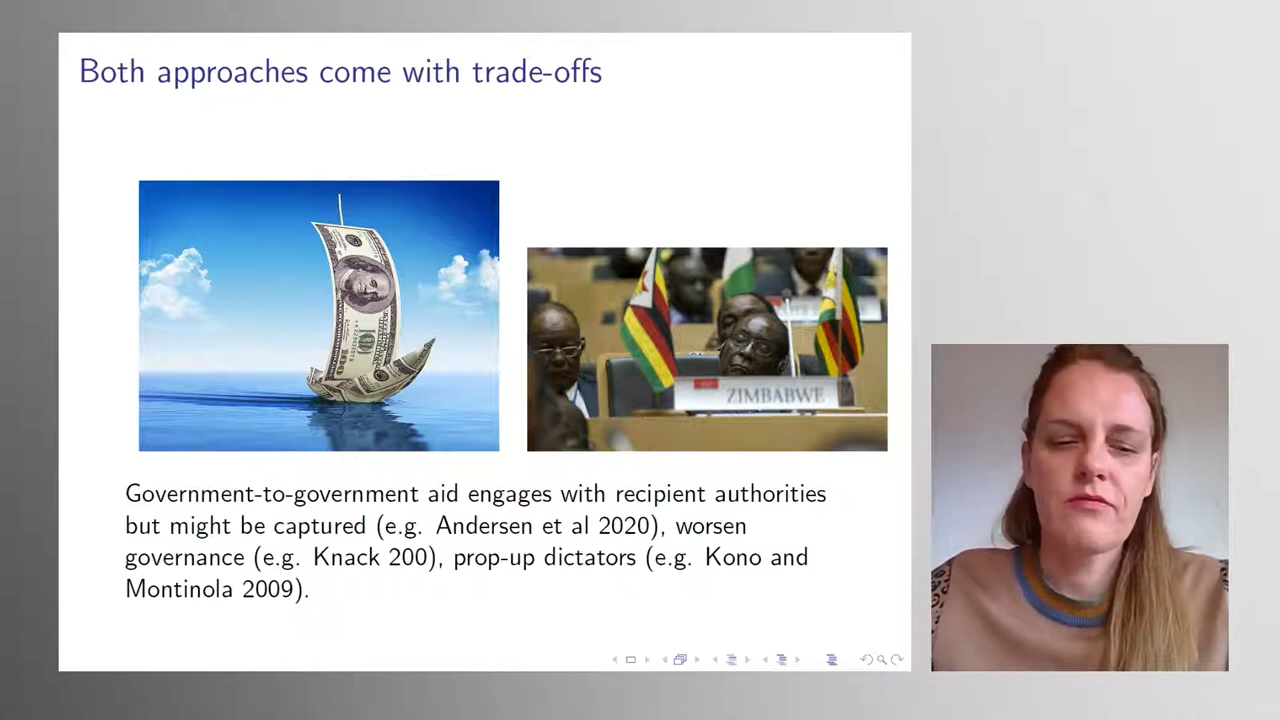 Both approaches come with trade-offs
ZIMBABWE
Government-to-government aid engages with recipient authorities
but might be captured (e.g. Andersen et al 2020), worsen
governance (e.g. Knack 200), prop-up dictators (e.g. Kono and
Montinola 2009).